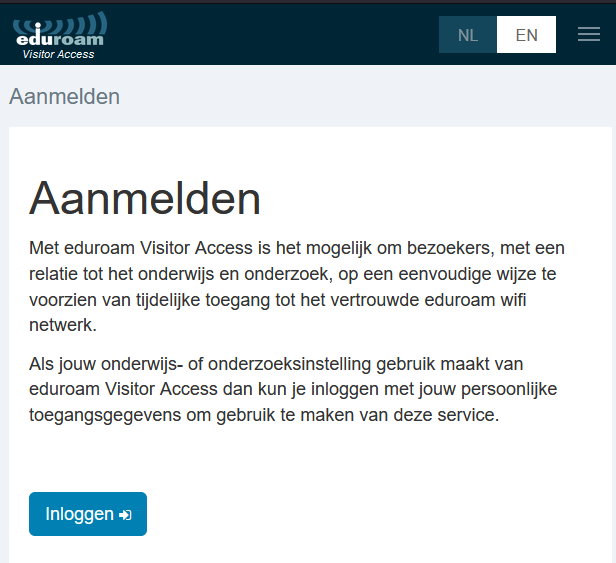 eduroam
Visitor Access
NL EN
Aanmelden
Aanmelden
Met eduroam Visitor Access is het mogelijk om bezoekers, met een
relatie tot het onderwijs en onderzoek, op een eenvoudige wijze te
voorzien van tijdelijke toegang tot het vertrouwde eduroam wifi
netwerk.
Als jouw onderwijs- of onderzoeksinstelling gebruik maakt van
eduroam Visitor Access dan kun je inloggen met jouw persoonlijke
toegangsgegevens om gebruik te maken van deze service.
Inloggen